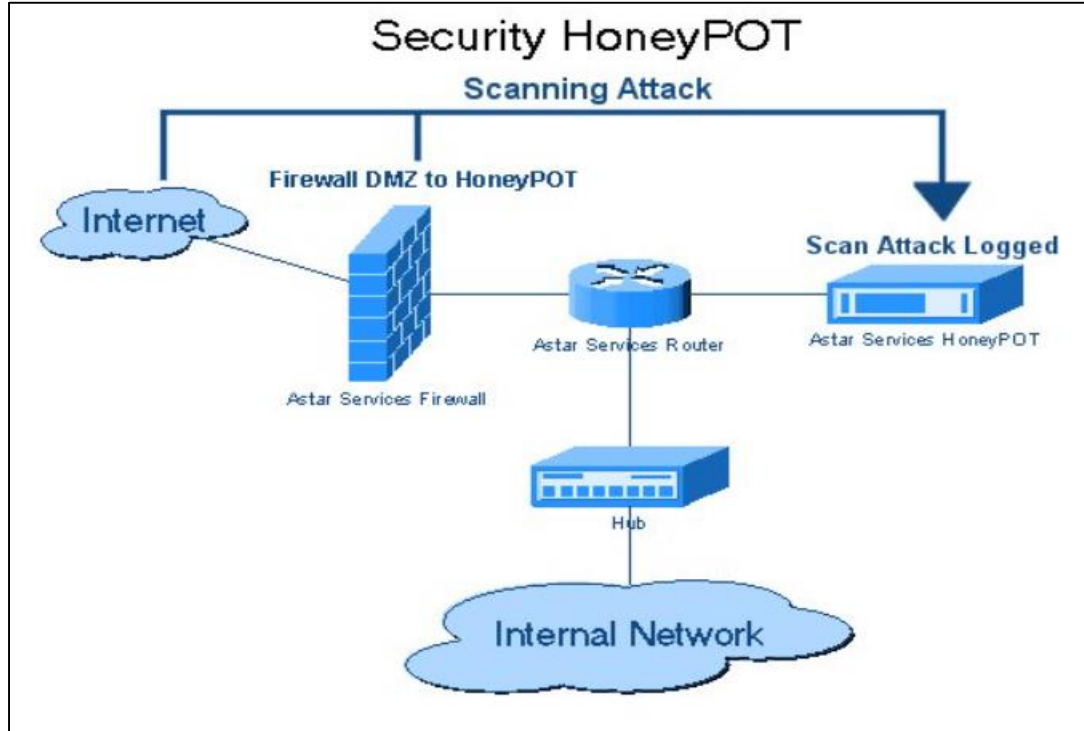 Security HoneyPOT
Scanning Attack
Firewall DMZ to HoneyPOT
Internet
Scan Attack Logged
Astar Services Router
Astar Services HoneyPOT
Astar Services Firewall
Hub
Internal Network